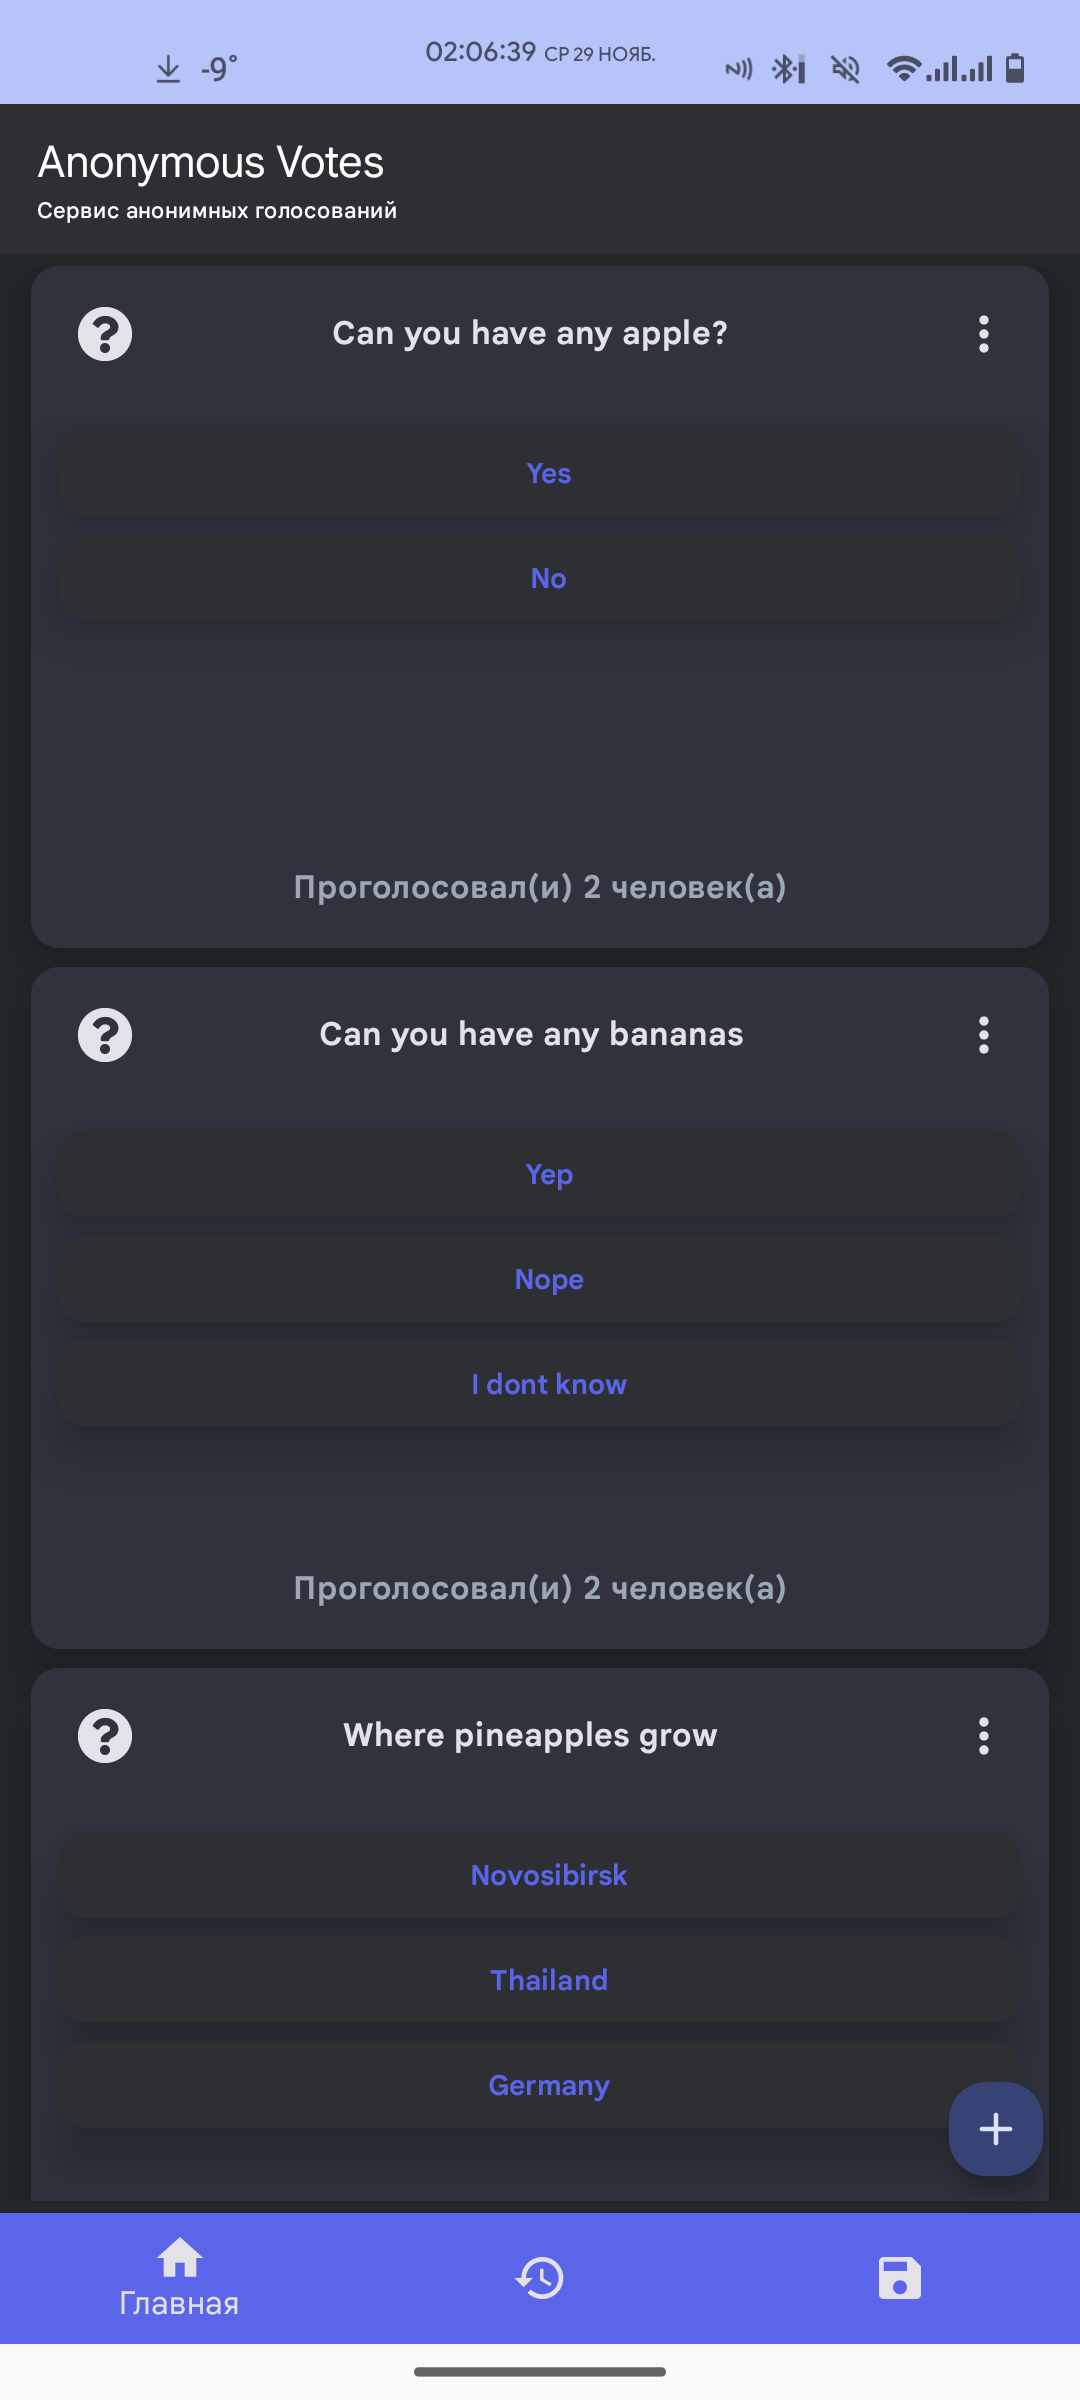 -9° 02:06:39 СР 29 НОЯБ.
Anonymous Votes
Сервис анонимных голосований
Can you have any apple?
Yes
No
Проголосовал(и) 2 человек(а)
Can you have any bananas
Yep
Nope
I dont know
Проголосовал(и) 2 человек(а)
Where pineapples grow
Novosibirsk
Thailand
Germany
Главная